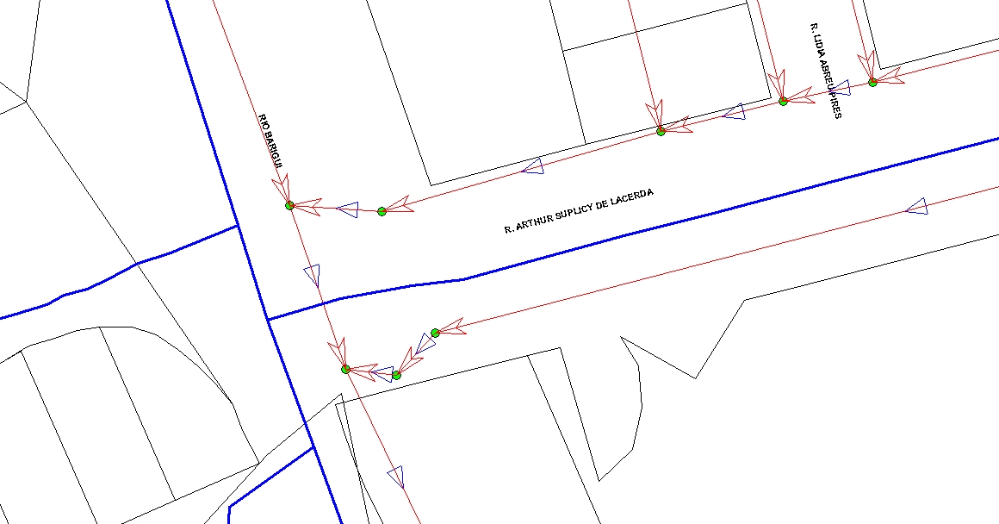 R. LIDIA ABREU PIRES
RIO BARIGUI
R. ARTHUR SUPLICY DE LACERDA